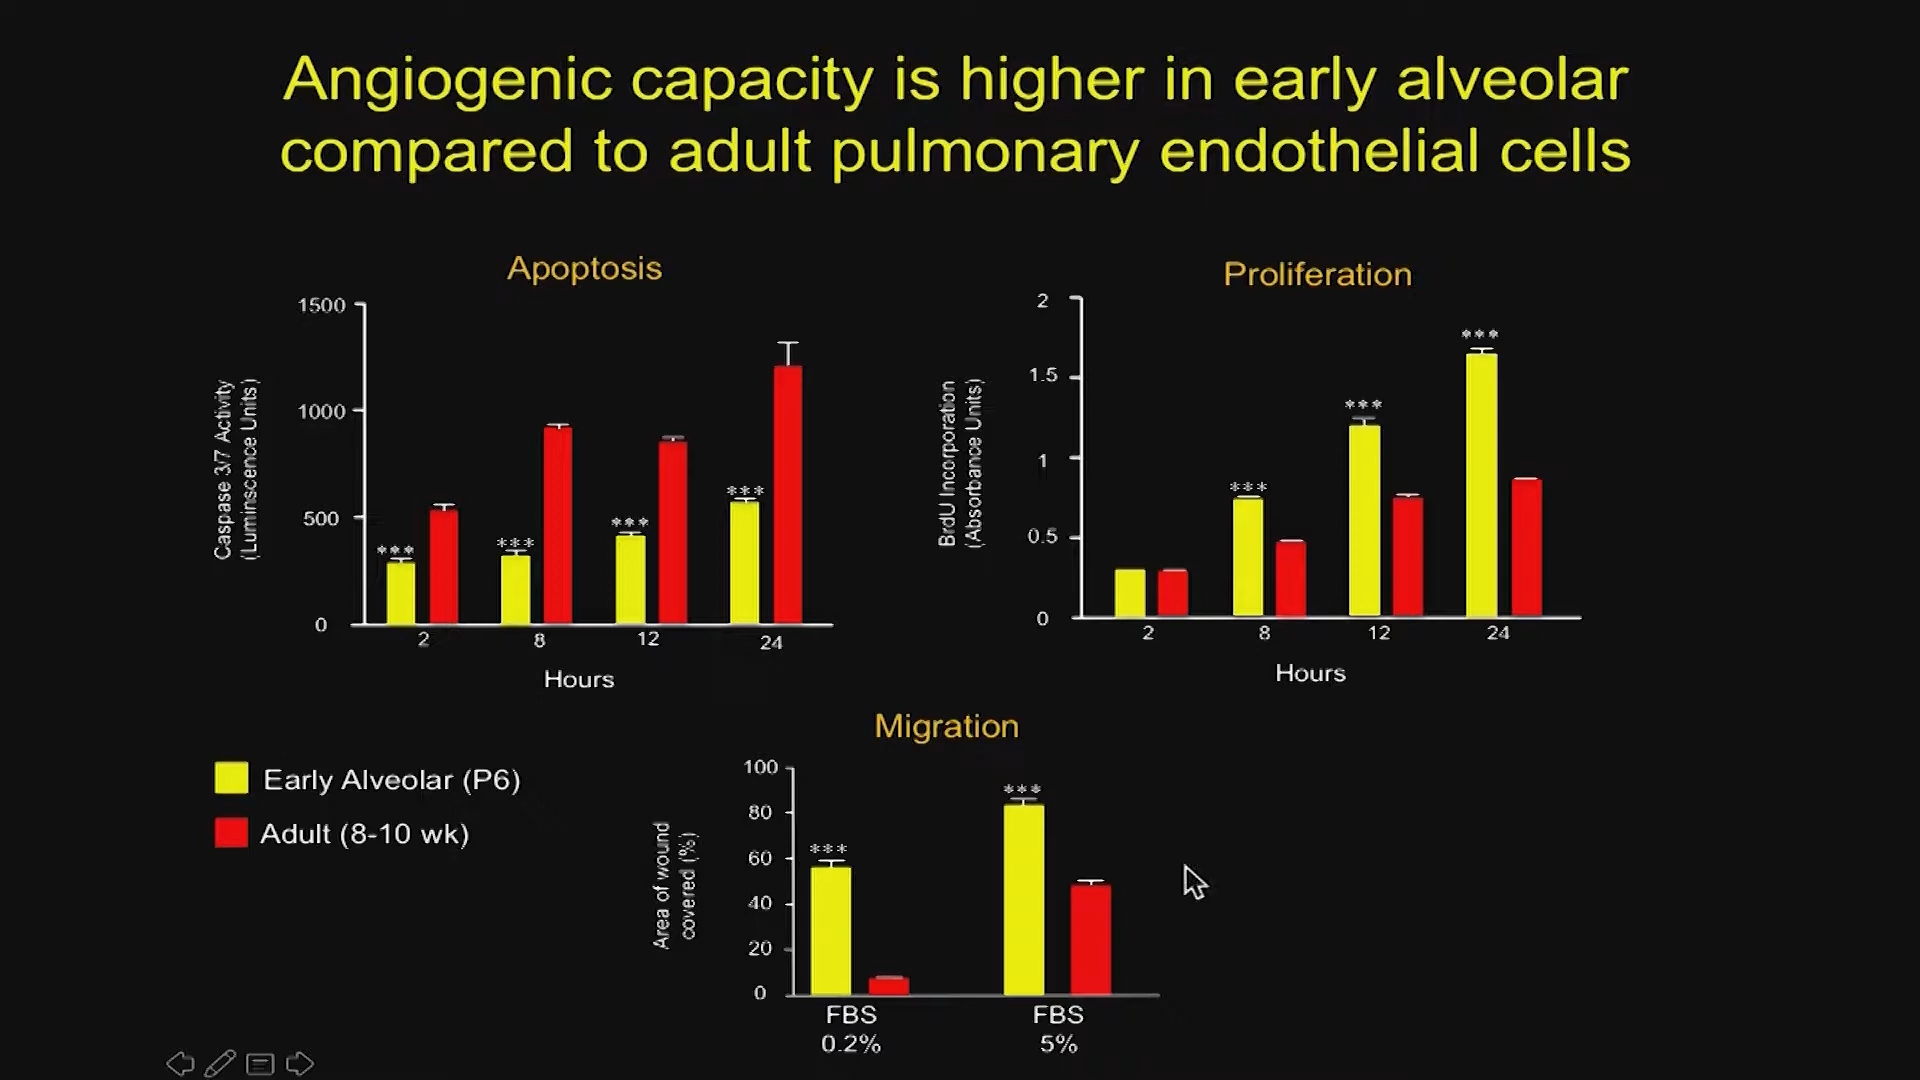 Angiogenic capacity is higher in early alveolar
compared to adult pulmonary endothelial cells
Apoptosis
1500
1000
500
0
Caspase 3/7 Activity
(Luminscence Units)
***
***
***
***
2 8 12 24
Hours
Proliferation
2
1.5
1
0.5
0
BrdU Incorporation
(Absorbance Units)
***
***
***
2 8 12 24
Hours
Early Alveolar (P6)
Adult (8-10 wk)
Migration
100
80
60
40
20
0
Area of wound
covered (%)
***
***
FBS FBS
0.2% 5%